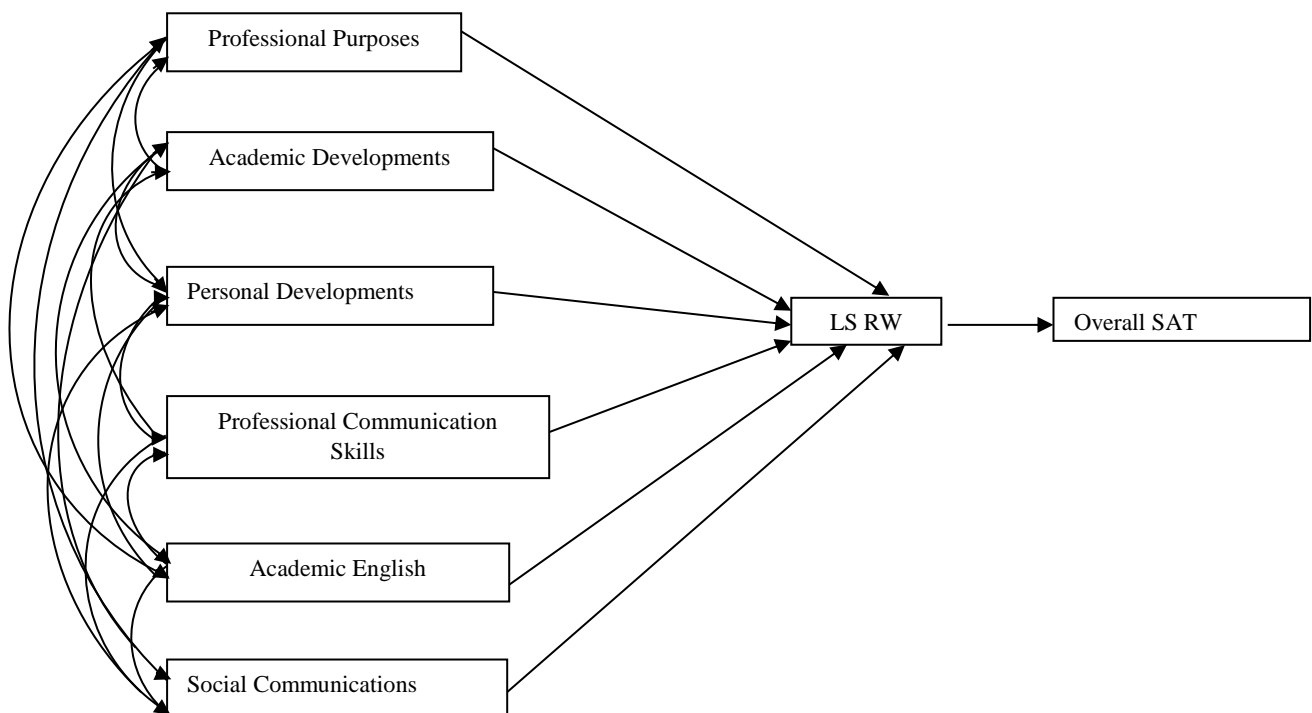 Professional Purposes
Academic Developments
Personal Developments
LS RW
Overall SAT
Professional Communication
Skills
Academic English
Social Communications